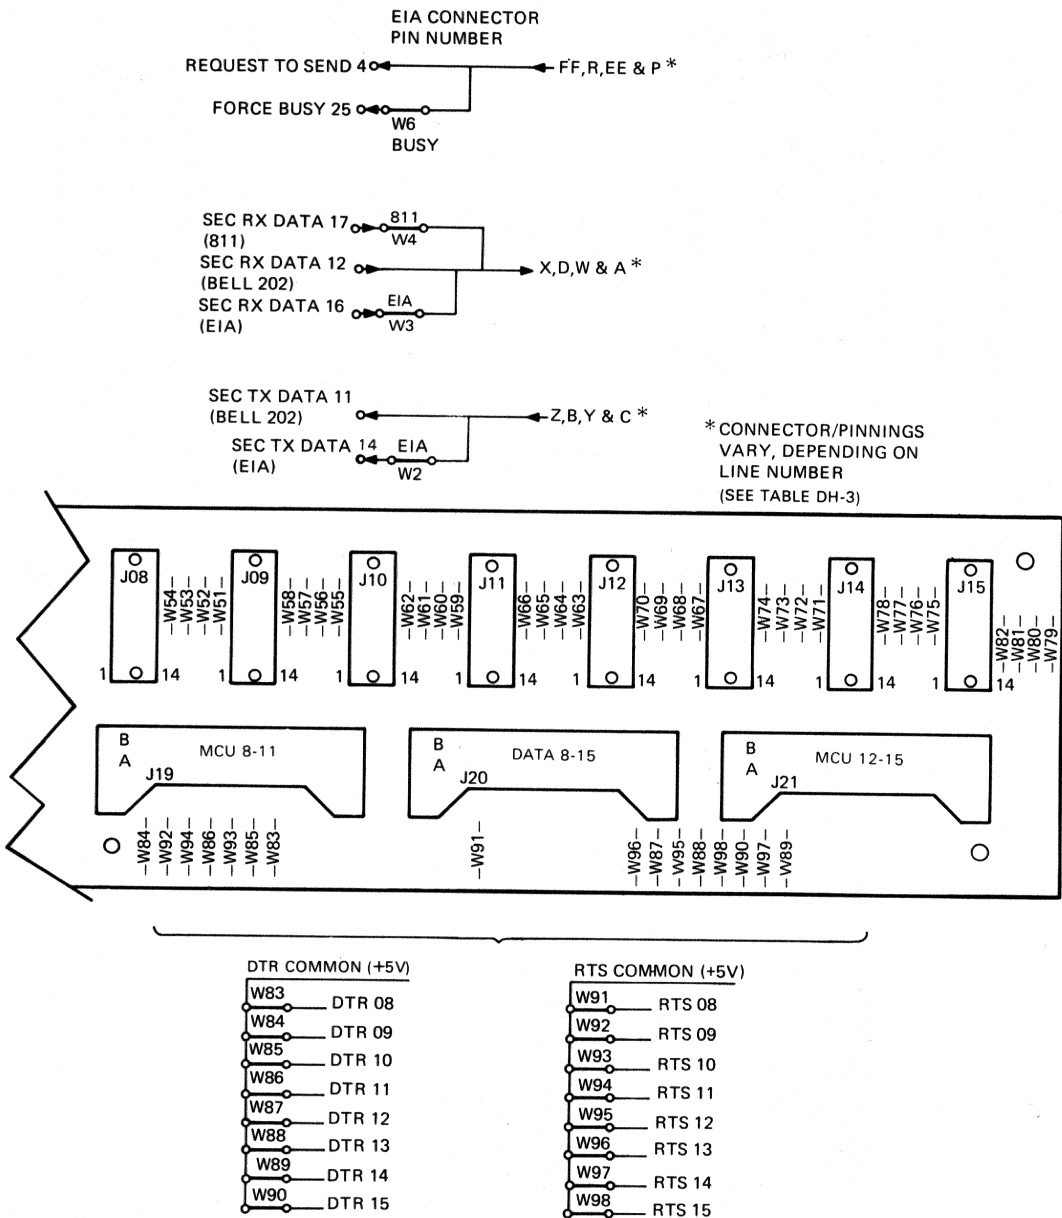 EIA CONNECTOR
PIN NUMBER
REQUEST TO SEND 4
FF,R,EE & P *
FORCE BUSY 25
W6
BUSY
SEC RX DATA 17
(811)
811
W4
SEC RX DATA 12
(BELL 202)
X,D,W & A *
SEC RX DATA 16
(EIA)
EIA
W3
SEC TX DATA 11
(BELL 202)
Z,B,Y & C *
SEC TX DATA 14
(EIA)
EIA
W2
* CONNECTOR/PINNINGS
VARY, DEPENDING ON
LINE NUMBER
(SEE TABLE DH-3)
J08
1
14
-W54-
-W53-
-W52-
-W51-
J09
1
14
-W58-
-W57-
-W56-
-W55-
J10
1
14
-W62-
-W61-
-W60-
-W59-
J11
1
14
-W66-
-W65-
-W64-
-W63-
J12
1
14
-W70-
-W69-
-W68-
-W67-
J13
1
14
-W74-
-W73-
-W72-
-W71-
J14
1
14
-W78-
-W77-
-W76-
-W75-
J15
1
14
-W82-
-W81-
-W80-
-W79-
B
A
MCU 8-11
J19
B
A
DATA 8-15
J20
B
A
MCU 12-15
J21
-W84-
-W92-
-W94-
-W86-
-W93-
-W85-
-W83-
-W91-
-W96-
-W87-
-W95-
-W88-
-W98-
-W90-
-W97-
-W89-
DTR COMMON (+5V)
W83 DTR 08
W84 DTR 09
W85 DTR 10
W86 DTR 11
W87 DTR 12
W88 DTR 13
W89 DTR 14
W90 DTR 15
RTS COMMON (+5V)
W91 RTS 08
W92 RTS 09
W93 RTS 10
W94 RTS 11
W95 RTS 12
W96 RTS 13
W97 RTS 14
W98 RTS 15